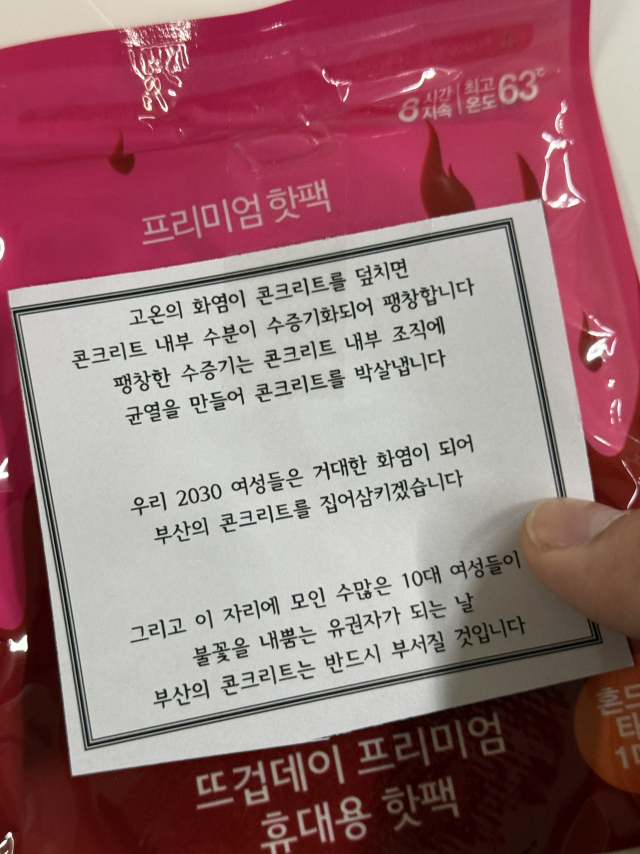 6시간 지속 | 최고 온도 63℃
프리미엄 핫팩
고온의 화염이 콘크리트를 덮치면
콘크리트 내부 수분이 수증기화되어 팽창합니다
팽창한 수증기는 콘크리트 내부 조직에
균열을 만들어 콘크리트를 박살냅니다
우리 2030 여성들은 거대한 화염이 되어
부산의 콘크리트를 집어삼키겠습니다
그리고 이 자리에 모인 수많은 10대 여성들이
불꽃을 내뿜는 유권자가 되는 날
부산의 콘크리트는 반드시 부서질 것입니다
뜨겁데이 프리미엄
휴대용 핫팩